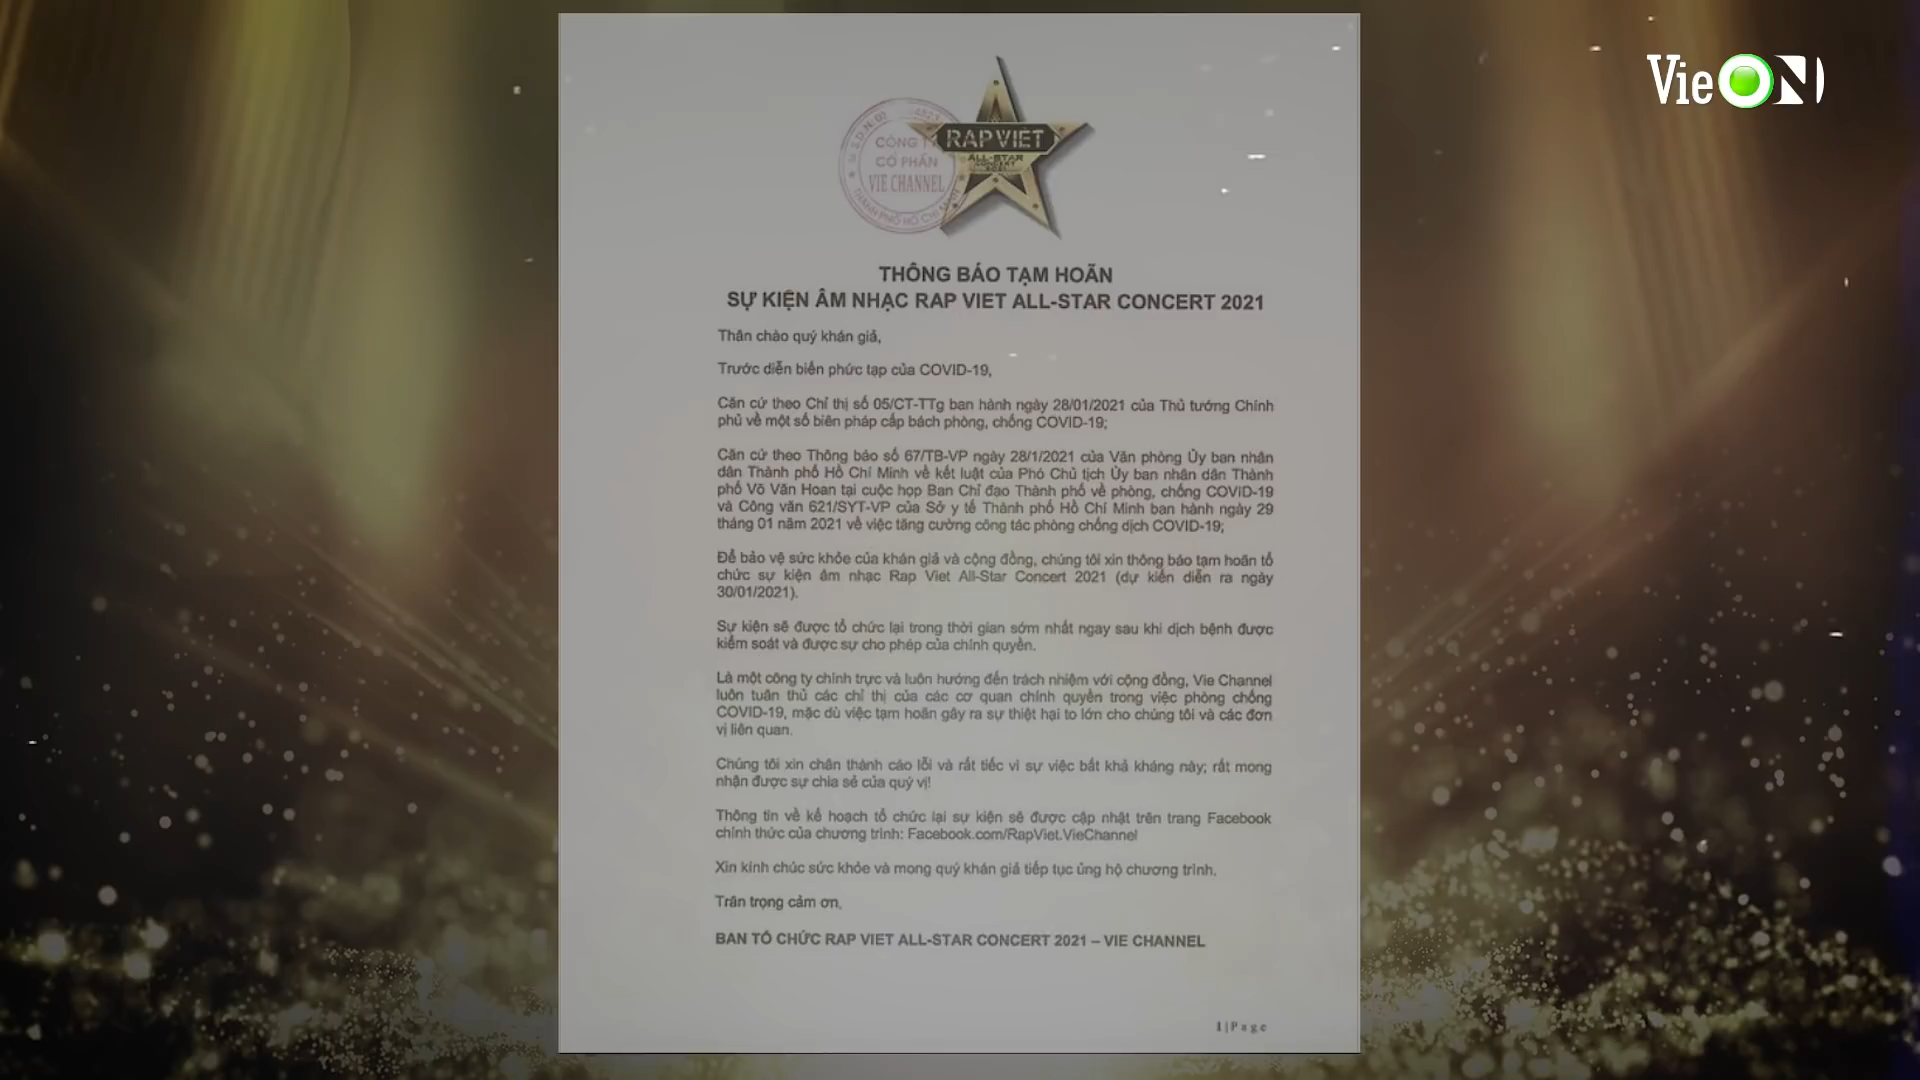 VieON
CÔNG TY
CỔ PHẦN
VIE CHANNEL
THÀNH PHỐ HỒ CHÍ MINH
RAP VIỆT
ALL-STAR
CONCERT
THÔNG BÁO TẠM HOÃN
SỰ KIỆN ÂM NHẠC RAP VIET ALL-STAR CONCERT 2021
Thân chào quý khán giả,
Trước diễn biến phức tạp của COVID-19,
Căn cứ theo Chỉ thị số 05/CT-TTg ban hành ngày 28/01/2021 của Thủ tướng Chính
phủ về một số biên pháp cấp bách phòng, chống COVID-19;
Căn cứ theo Thông báo số 67/TB-VP ngày 28/1/2021 của Văn phòng Ủy ban nhân
dân Thành phố Hồ Chí Minh về kết luật của Phó Chủ tịch Ủy ban nhân dân Thành
phố Võ Văn Hoan tại cuộc họp Ban Chỉ đạo Thành phố về phòng, chống COVID-19
và Công văn 621/SYT-VP của Sở y tế Thành phố Hồ Chí Minh ban hành ngày 29
tháng 01 năm 2021 về việc tăng cường công tác phòng chống dịch COVID-19;
Để bảo vệ sức khỏe của khán giả và cộng đồng, chúng tôi xin thông báo tạm hoãn tổ
chức sự kiện âm nhạc Rap Viet All-Star Concert 2021 (dự kiến diễn ra ngày
30/01/2021).
Sự kiện sẽ được tổ chức lại trong thời gian sớm nhất ngay sau khi dịch bệnh được
kiểm soát và được sự cho phép của chính quyền.
Là một công ty chính trực và luôn hướng đến trách nhiệm với cộng đồng, Vie Channel
luôn tuân thủ các chỉ thị của các cơ quan chính quyền trong việc phòng chống
COVID-19, mặc dù việc tạm hoãn gây ra sự thiệt hại to lớn cho chúng tôi và các đơn
vị liên quan.
Chúng tôi xin chân thành cáo lỗi và rất tiếc vì sự việc bất khả kháng này; rất mong
nhận được sự chia sẻ của quý vị!
Thông tin về kế hoạch tổ chức lại sự kiện sẽ được cập nhật trên trang Facebook
chính thức của chương trình: Facebook.com/RapViet.VieChannel
Xin kính chúc sức khỏe và mong quý khán giả tiếp tục ủng hộ chương trình.
Trân trọng cảm ơn,
BAN TỔ CHỨC RAP VIET ALL-STAR CONCERT 2021 – VIE CHANNEL
1 | Page